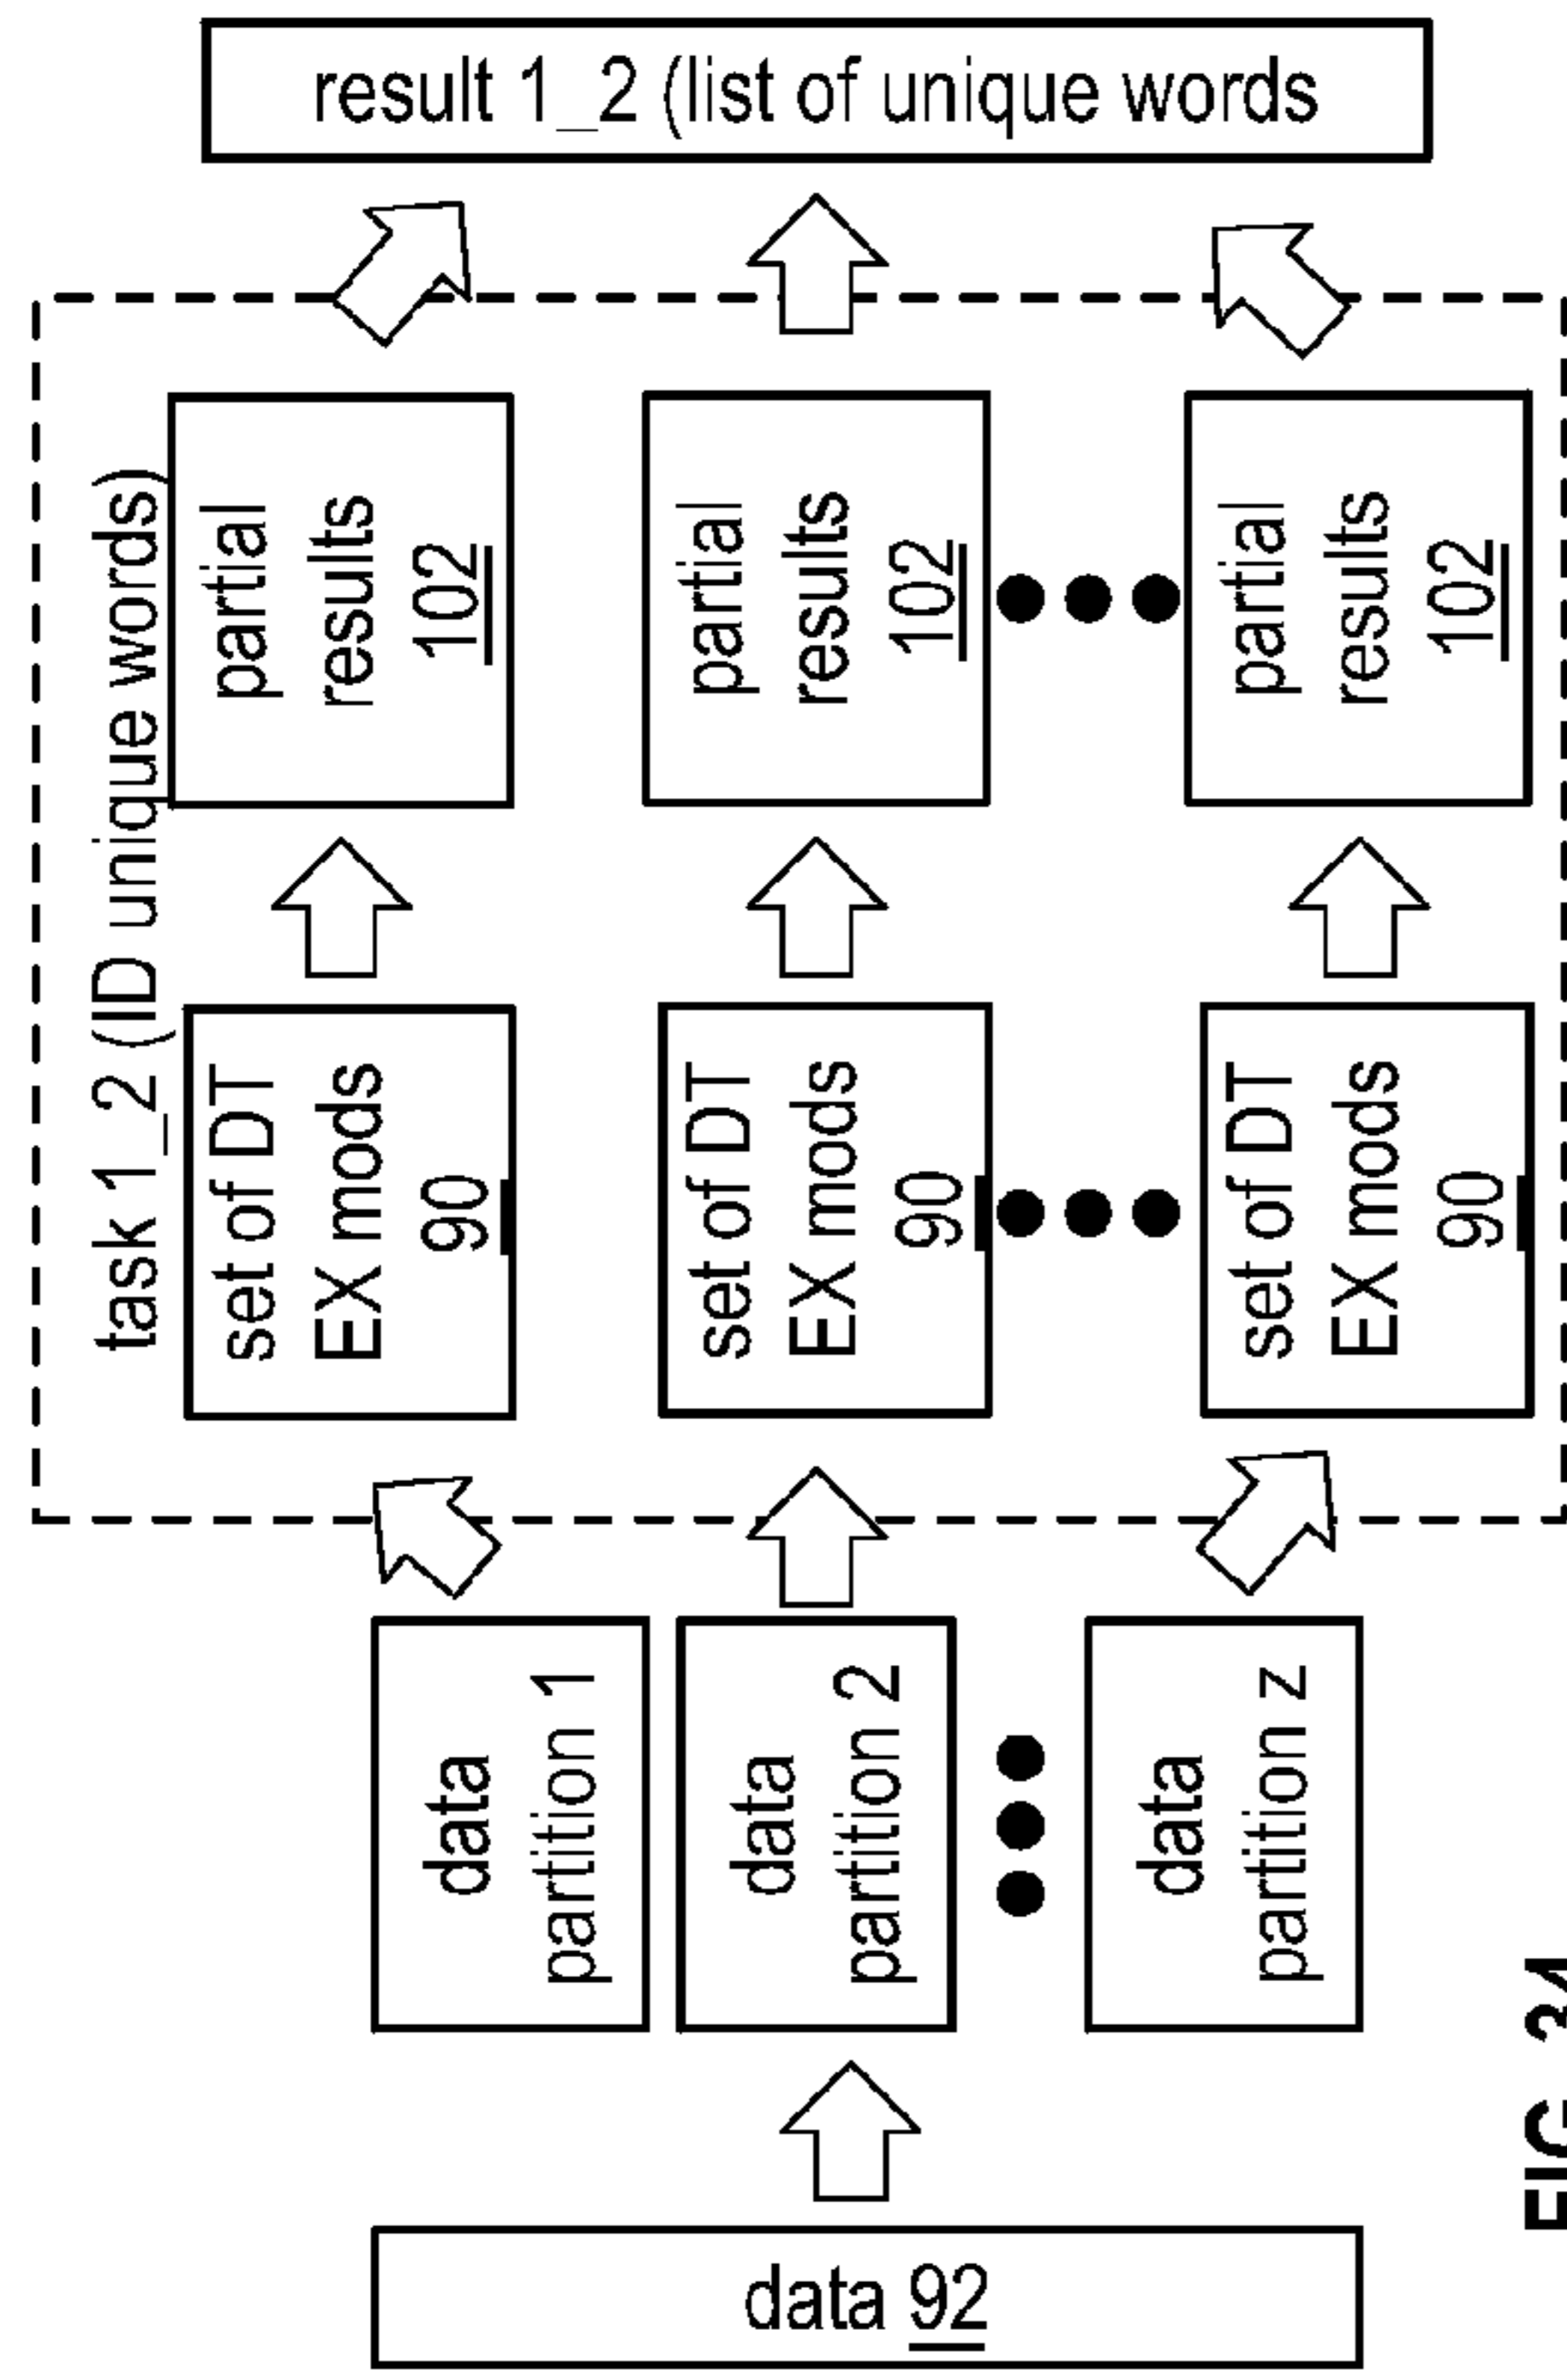 task 1_2 (ID unique words)
data 92
data
partition 1
data
partition 2
data
partition z
set of DT
EX mods
90
set of DT
EX mods
90
set of DT
EX mods
90
partial
results
102
partial
results
102
partial
results
102
result 1_2 (list of unique words
FIG